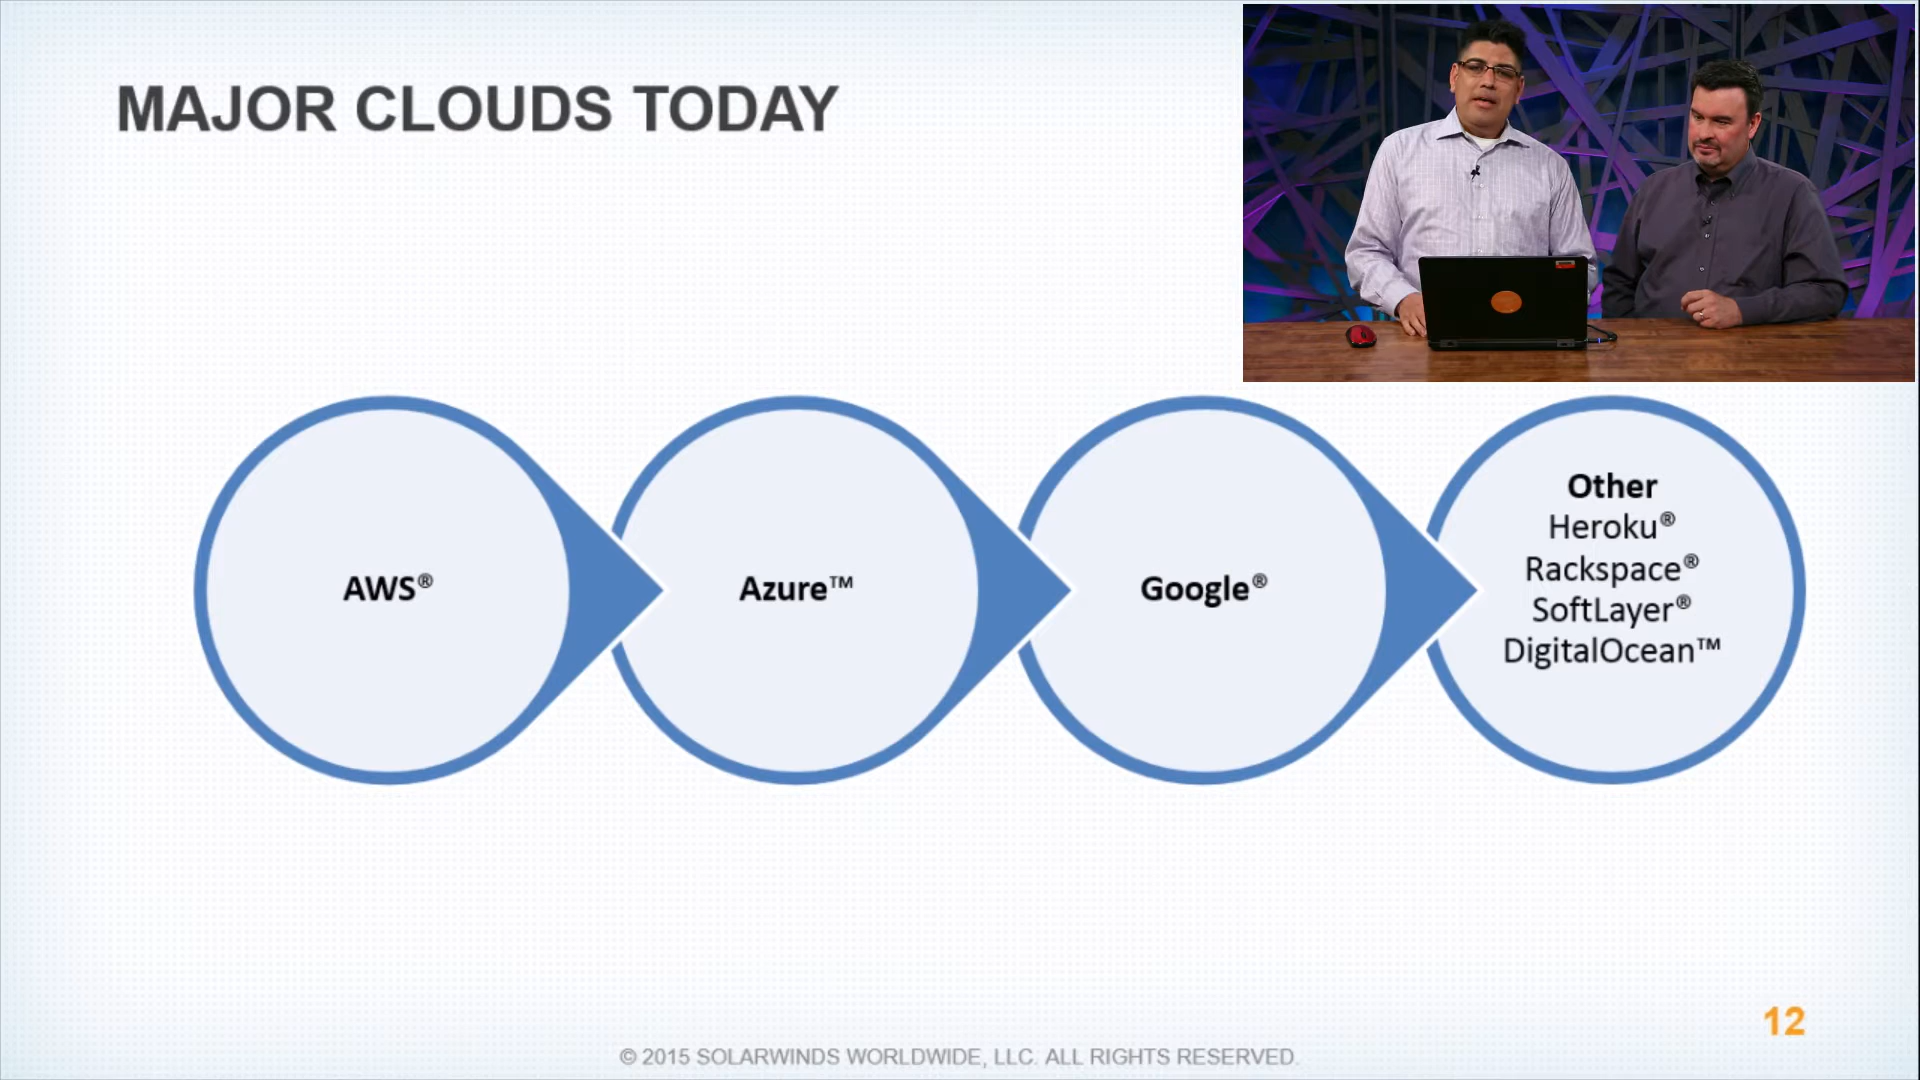 MAJOR CLOUDS TODAY
AWS®
Azure™
Google®
Other
Heroku®
Rackspace®
SoftLayer®
DigitalOcean™
12
© 2015 SOLARWINDS WORLDWIDE, LLC. ALL RIGHTS RESERVED.